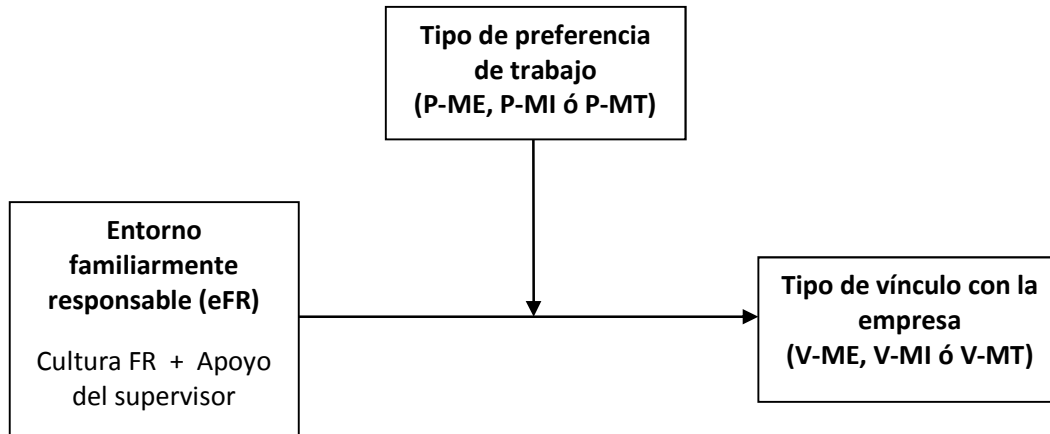 Tipo de preferencia
de trabajo
(P-ME, P-MI ó P-MT)
Entorno
familiarmente
responsable (eFR)
Cultura FR + Apoyo
del supervisor
Tipo de vínculo con la
empresa
(V-ME, V-MI ó V-MT)